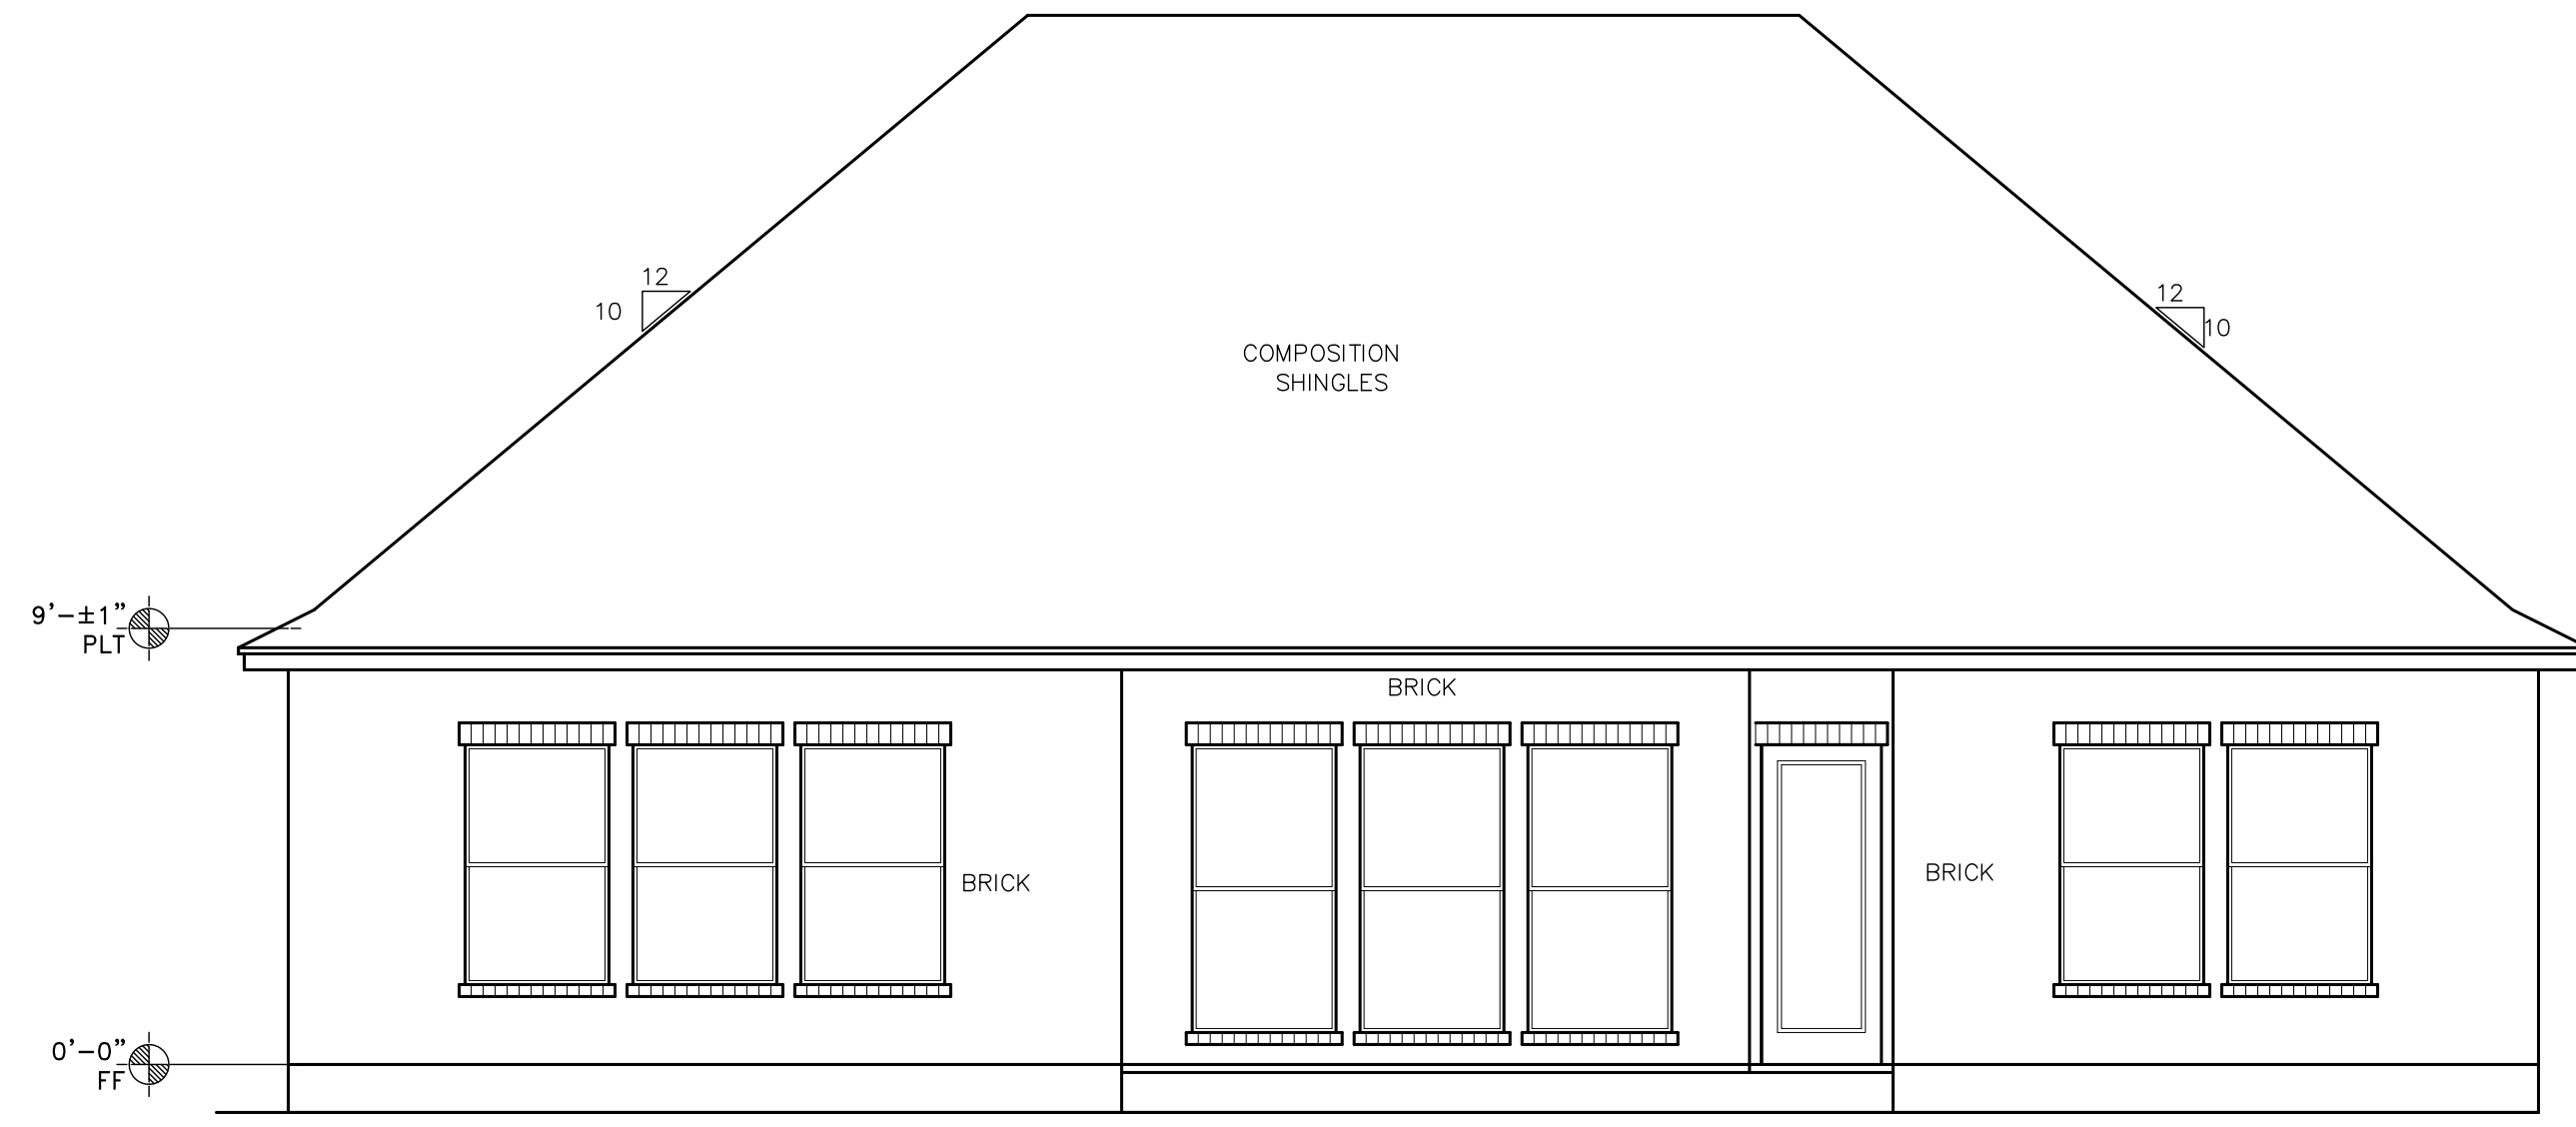 12
10
12
10
COMPOSITION
SHINGLES
9'-±1"
PLT
BRICK
BRICK
BRICK
0'-0"
FF